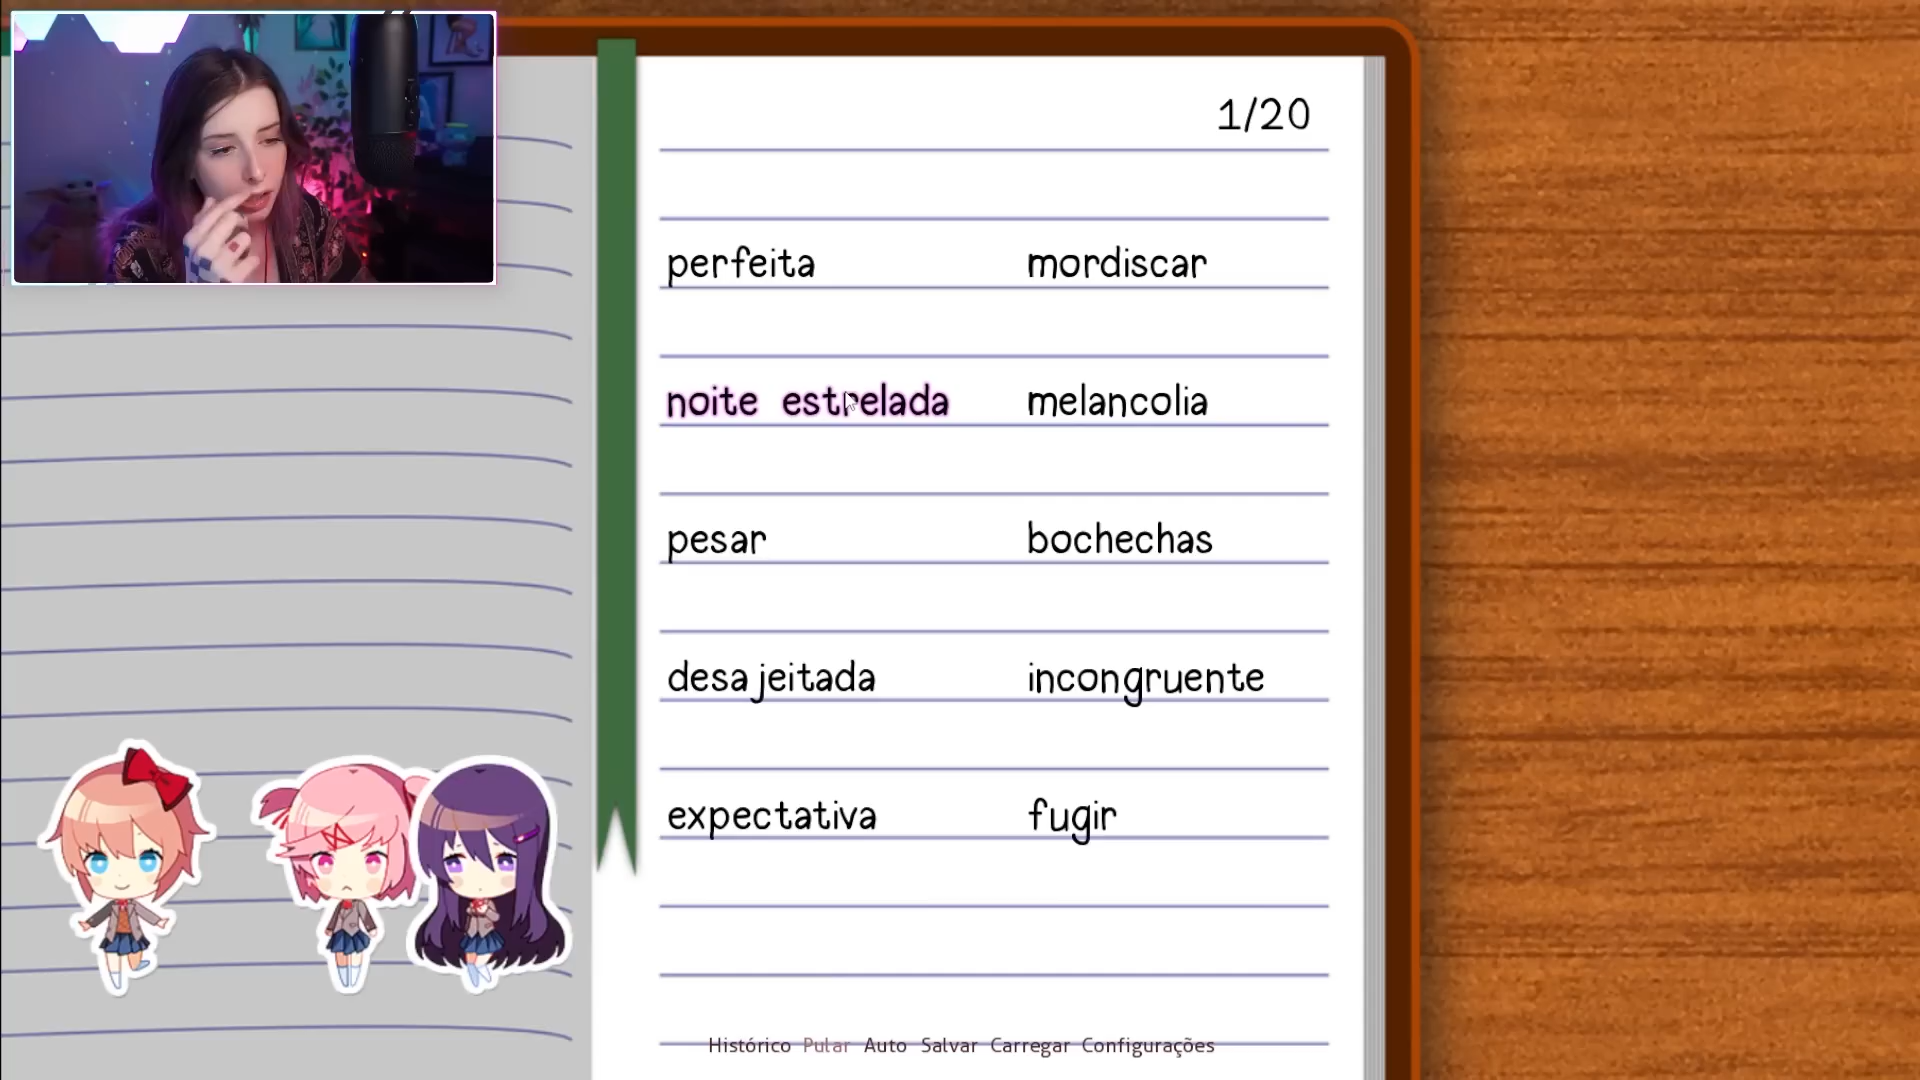 1/20
perfeita mordiscar
noite estrelada melancolia
pesar bochechas
desajeitada incongruente
expectativa fugir
Histórico Pular Auto Salvar Carregar Configurações